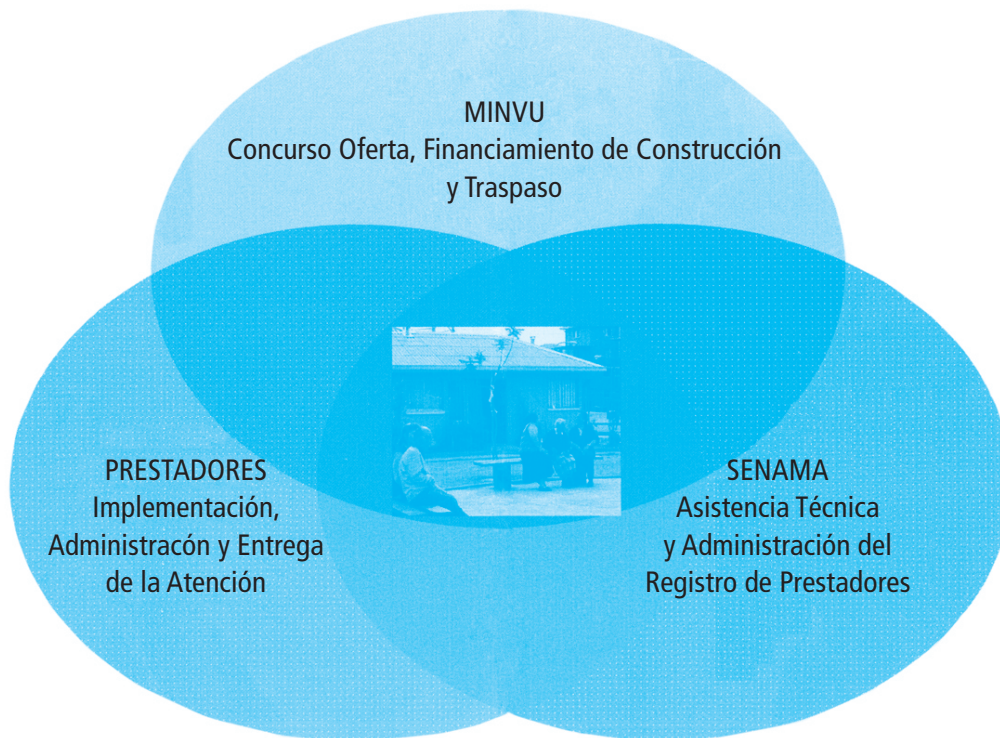 MINVU
Concurso Oferta, Financiamiento de Construcción
y Traspaso
PRESTADORES
Implementación,
Administracón y Entrega
de la Atención
SENAMA
Asistencia Técnica
y Administración del
Registro de Prestadores